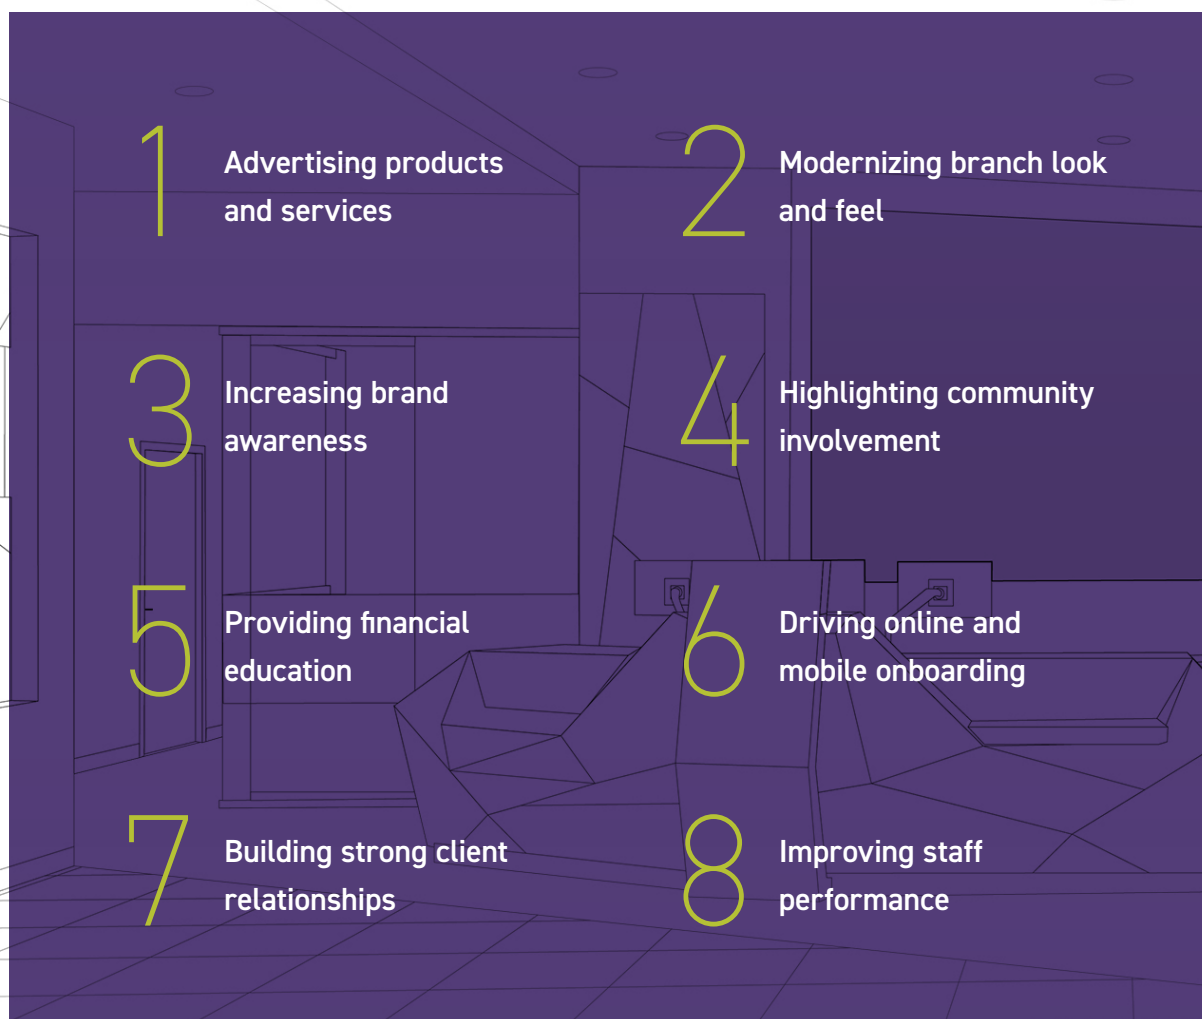 1
Advertising products
and services
2
Modernizing branch look
and feel
3
Increasing brand
awareness
4
Highlighting community
involvement
5
Providing financial
education
6
Driving online and
mobile onboarding
7
Building strong client
relationships
8
Improving staff
performance